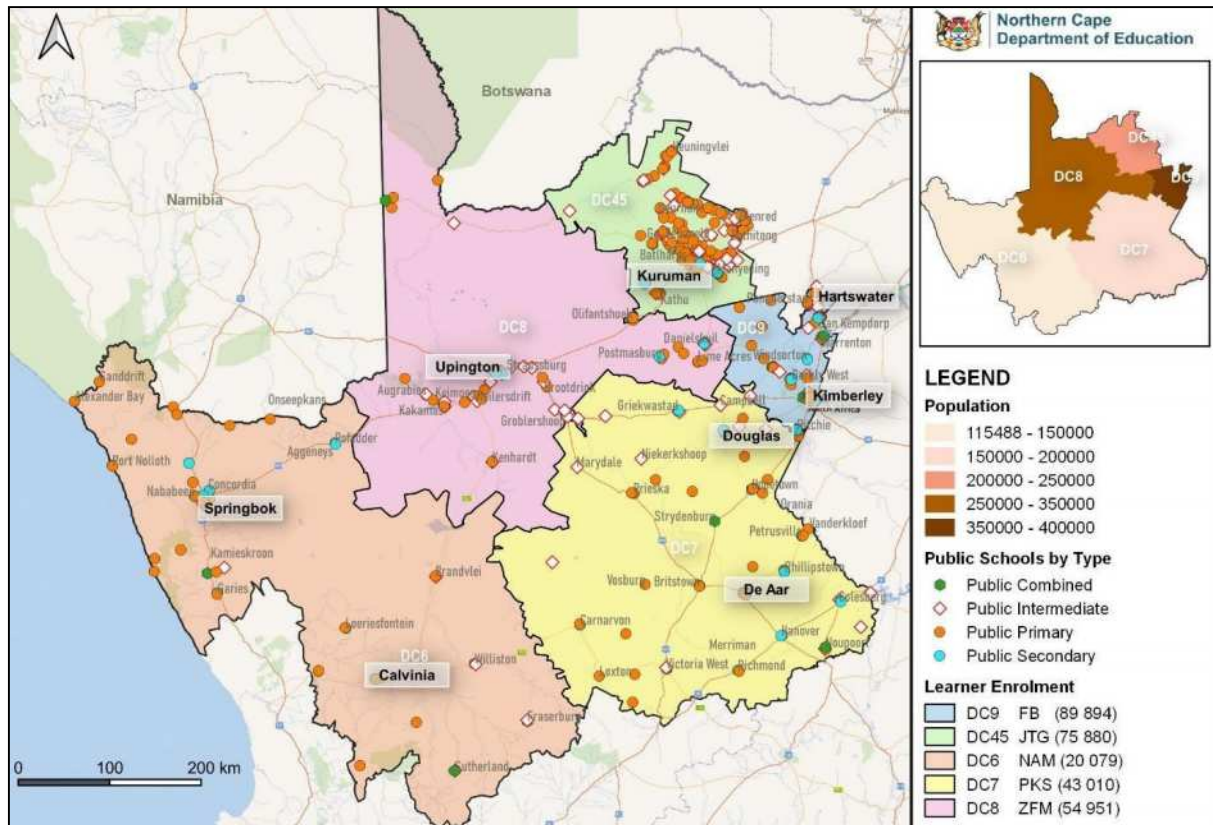 Northern Cape
Department of Education
Botswana
Namibia
Heuningvlei
DC45
Kuruman
Kathu
Hartswater
Olifantshoek
DC8
DC9
Danielskuil
Postmasburg
Lime Acres
Windsorton
Upington
Kimberley
Augrabies
Kakamas
Groblershoop
Griekwastad
Campbell
Douglas
Ritchie
Sanddrift
Alexander Bay
Onseepkans
Pofadder
Aggeneys
Kenhardt
Marydale
Niekerkshoop
Port Nolloth
Concordia
Nababeep
Springbok
Prieska
Hopetown
Orania
Strydenburg
Petrusville
Vanderkloof
Kamieskroon
DC7
Garies
Brandvlei
Vosburg
Britstown
Philipstown
De Aar
Colesberg
Loeriesfontein
Carnarvon
Merriman
Hanover
Noupoort
DC6
Calvinia
Williston
Loxton
Victoria West
Richmond
Fraserburg
Sutherland
0 100 200 km
DC8
DC6
DC7
LEGEND
Population
115488 - 150000
150000 - 200000
200000 - 250000
250000 - 350000
350000 - 400000
Public Schools by Type
Public Combined
Public Intermediate
Public Primary
Public Secondary
Learner Enrolment
DC9 FB (89 894)
DC45 JTG (75 880)
DC6 NAM (20 079)
DC7 PKS (43 010)
DC8 ZFM (54 951)